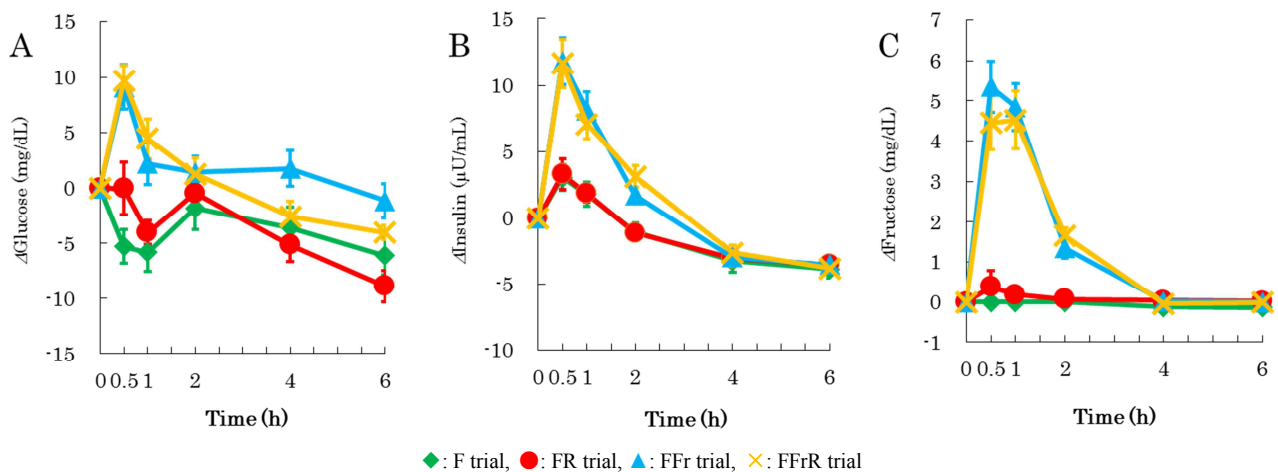 A
ΔGlucose (mg/dL)
15
10
5
0
-5
-10
-15
0 0.5 1 2 4 6
Time (h)
B
ΔInsulin (µU/mL)
15
10
5
0
-5
-10
0 0.5 1 2 4 6
Time (h)
C
ΔFructose (mg/dL)
7
6
5
4
3
2
1
0
-1
0 0.5 1 2 4 6
Time (h)
: F trial, : FR trial, : FFr trial, : FFrR trial